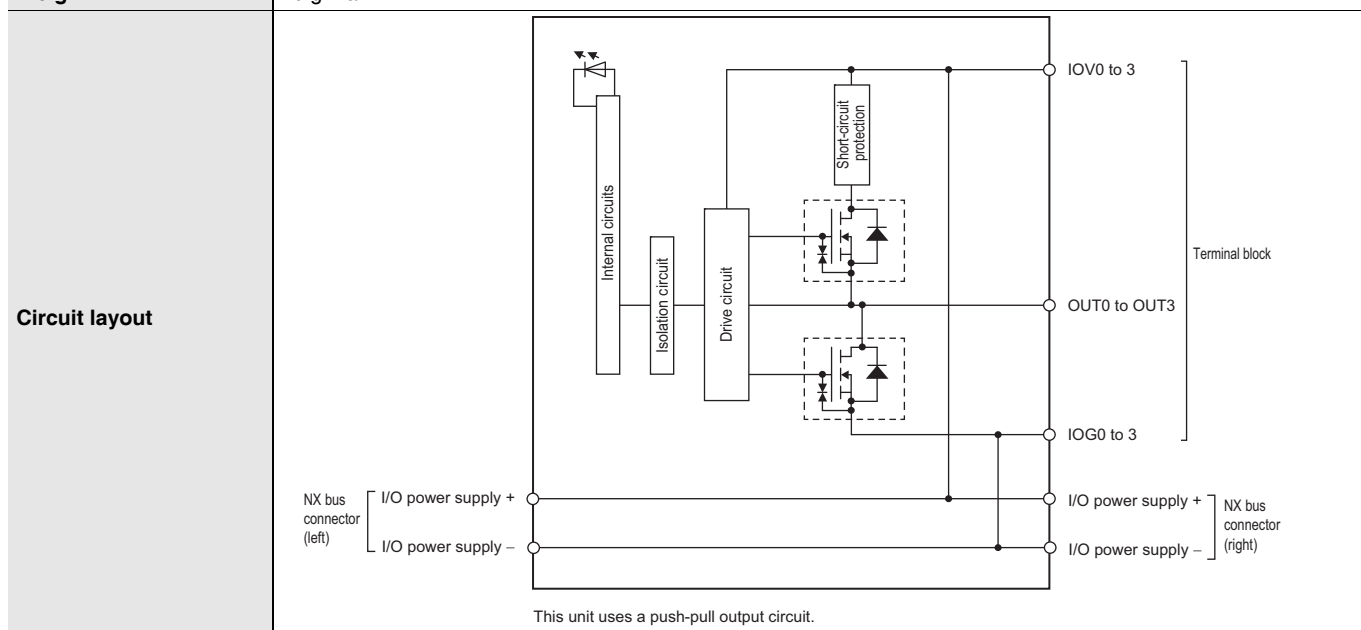 Circuit layout
Internal circuits
Isolation circuit
Drive circuit
Short-circuit
protection
IOV0 to 3
OUT0 to OUT3
IOG0 to 3
Terminal block
NX bus
connector
(left)
I/O power supply +
I/O power supply –
I/O power supply +
I/O power supply –
NX bus
connector
(right)
This unit uses a push-pull output circuit.